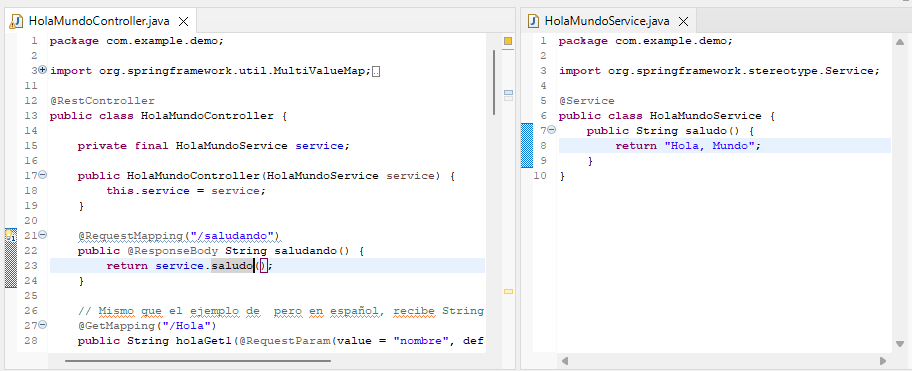 HolaMundoController.java
1 package com.example.demo;
2
3 import org.springframework.util.MultiValueMap;
11
12 @RestController
13 public class HolaMundoController {
14
15 private final HolaMundoService service;
16
17 public HolaMundoController(HolaMundoService service) {
18 this.service = service;
19 }
20
21 @RequestMapping("/saludando")
22 public @ResponseBody String saludando() {
23 return service.saludo();
24 }
25
26 // Mismo que el ejemplo de  pero en español, recibe String
27 @GetMapping("/Hola")
28 public String holaGet1(@RequestParam(value = "nombre", def
HolaMundoService.java
1 package com.example.demo;
2
3 import org.springframework.stereotype.Service;
4
5 @Service
6 public class HolaMundoService {
7 public String saludo() {
8 return "Hola, Mundo";
9 }
10 }